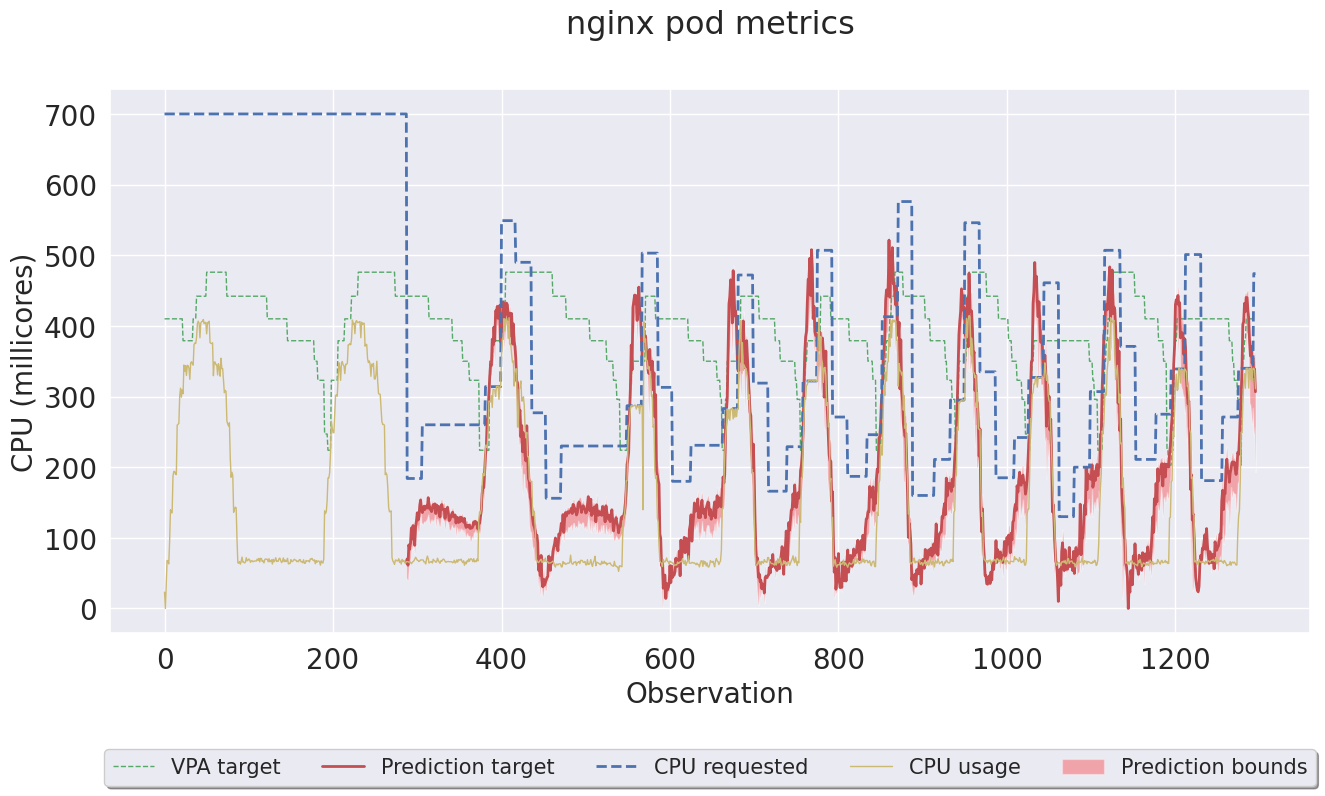 nginx pod metrics
700
600
500
400
300
200
100
0
CPU (millicores)
0 200 400 600 800 1000 1200
Observation
VPA target Prediction target CPU requested CPU usage Prediction bounds